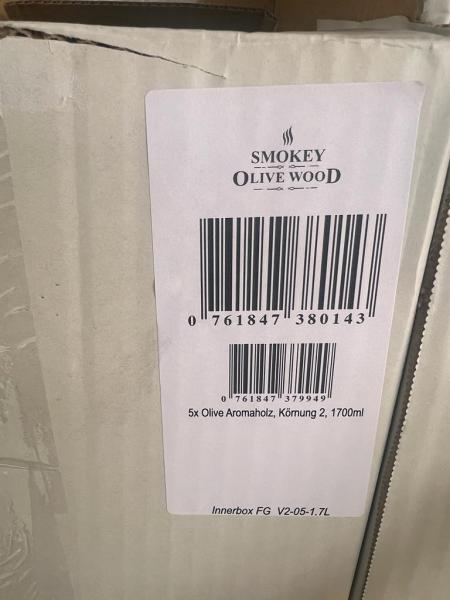 SMOKEY
OLIVE WOOD
0 761847 380143
0 761847 379949
5x Olive Aromaholz, Körnung 2, 1700ml
Innerbox FG V2-05-1.7L